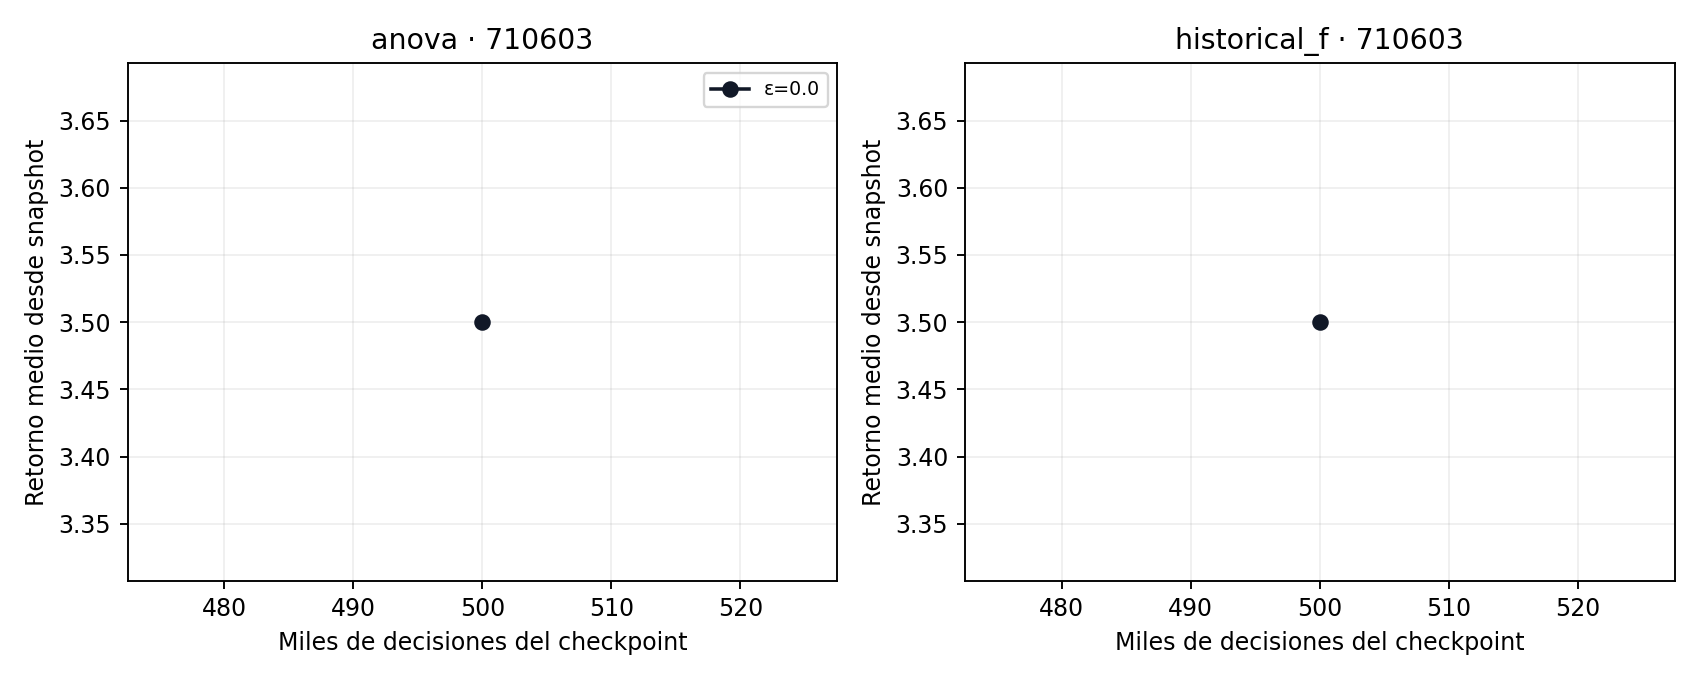 anova · 710603
ε=0.0
Retorno medio desde snapshot
3.65
3.60
3.55
3.50
3.45
3.40
3.35
480 490 500 510 520
Miles de decisiones del checkpoint
historical_f · 710603
Retorno medio desde snapshot
3.65
3.60
3.55
3.50
3.45
3.40
3.35
480 490 500 510 520
Miles de decisiones del checkpoint